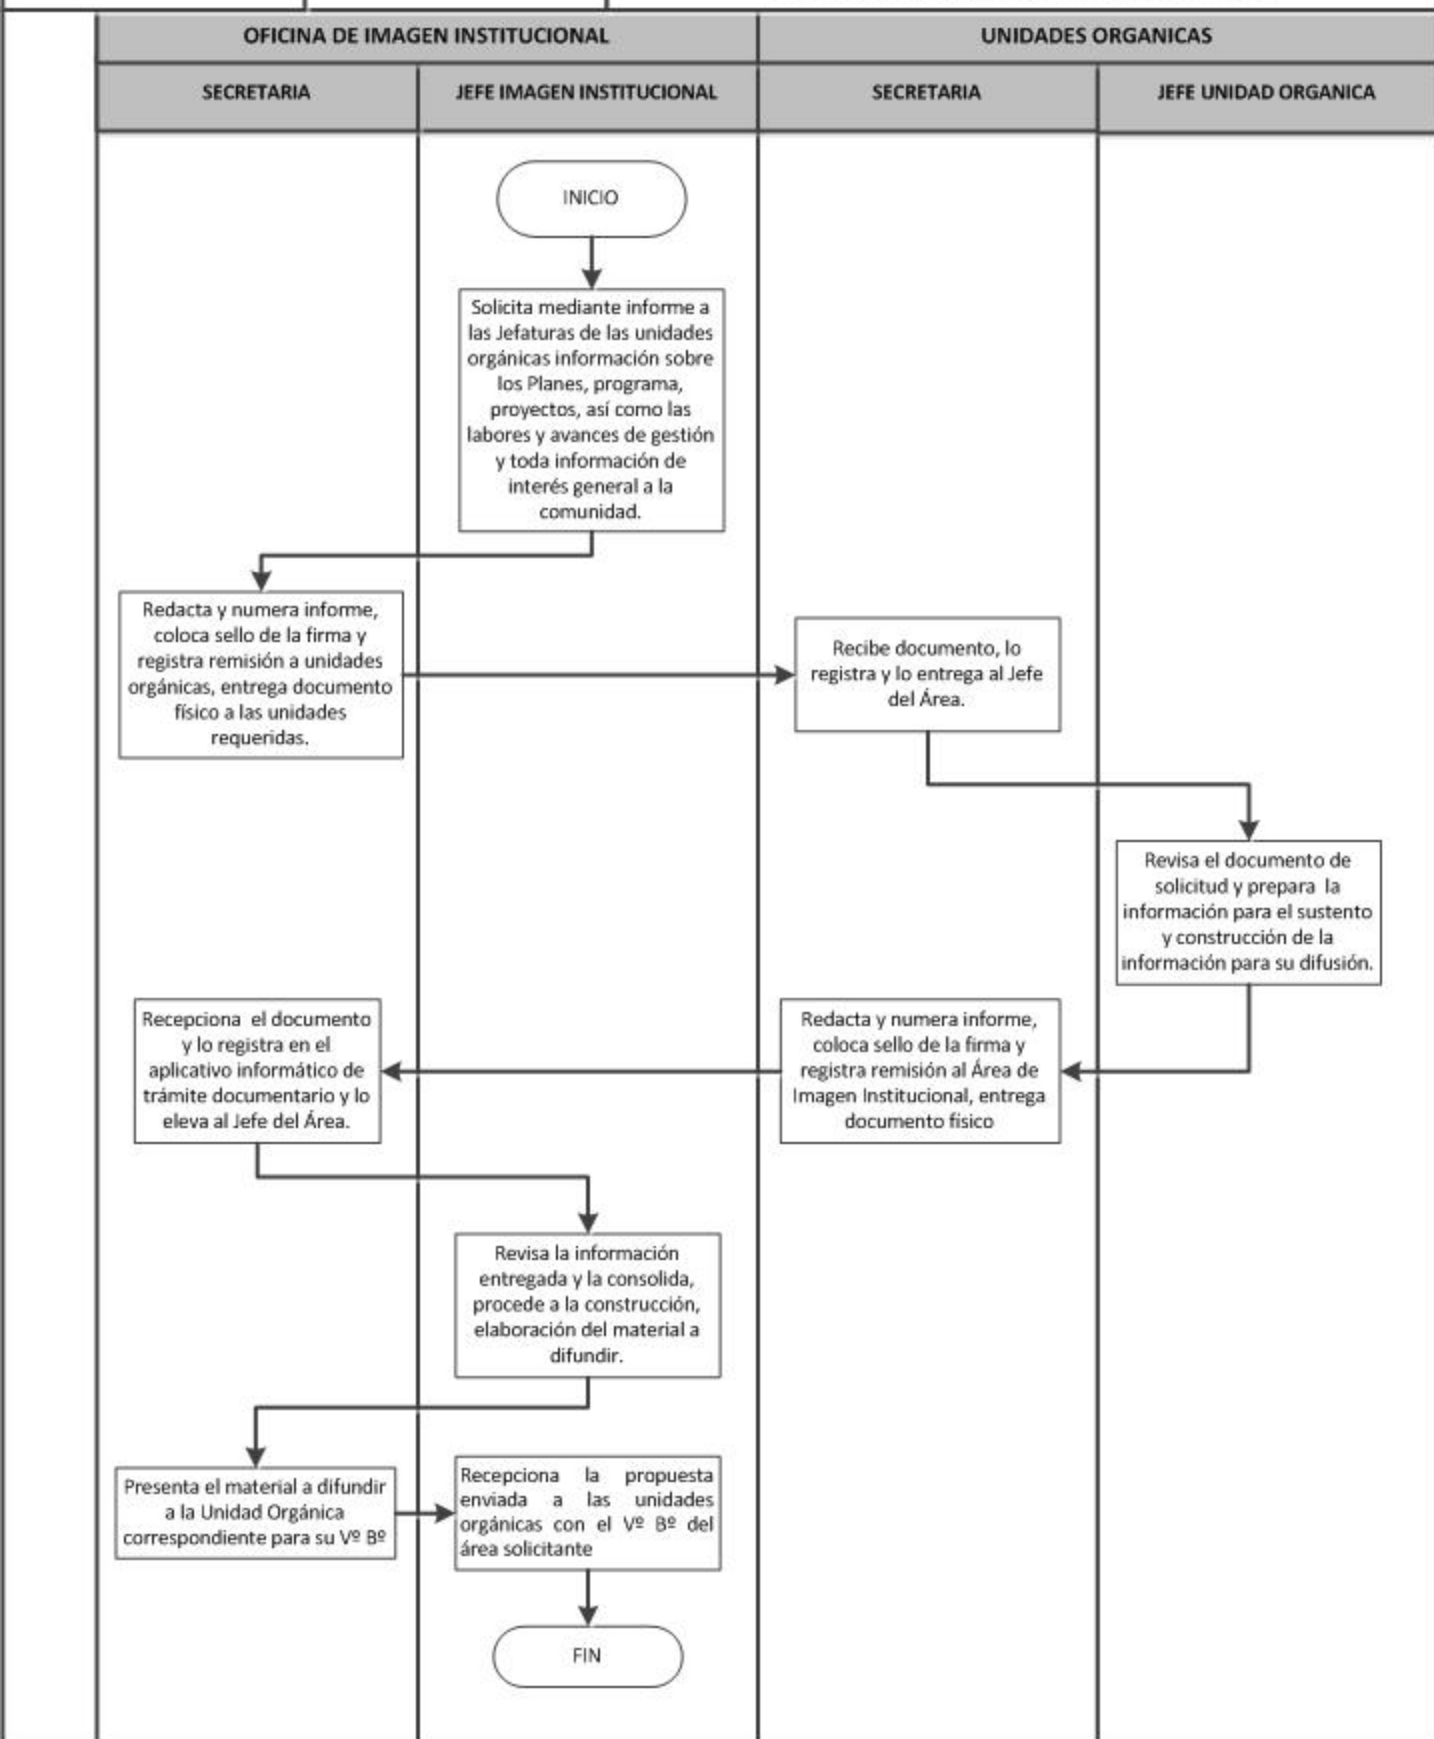 OFICINA DE IMAGEN INSTITUCIONAL
UNIDADES ORGANICAS
SECRETARIA
JEFE IMAGEN INSTITUCIONAL
SECRETARIA
JEFE UNIDAD ORGANICA
INICIO
Solicita mediante informe a
las Jefaturas de las unidades
orgánicas información sobre
los Planes, programa,
proyectos, así como las
labores y avances de gestión
y toda información de
interés general a la
comunidad.
Redacta y numera informe,
coloca sello de la firma y
registra remisión a unidades
orgánicas, entrega documento
físico a las unidades
requeridas.
Recibe documento, lo
registra y lo entrega al Jefe
del Área.
Revisa el documento de
solicitud y prepara la
información para el sustento
y construcción de la
información para su difusión.
Redacta y numera informe,
coloca sello de la firma y
registra remisión al Área de
Imagen Institucional, entrega
documento fisico
Recepciona el documento
y lo registra en el
aplicativo informático de
trámite documentario y lo
eleva al Jefe del Área.
Revisa la información
entregada y la consolida,
procede a la construcción,
elaboración del material a
difundir.
Presenta el material a difundir
a la Unidad Orgánica
correspondiente para su Vº Bº
Recepciona la propuesta
enviada a las unidades
orgánicas con el Vº Bº del
área solicitante
FIN